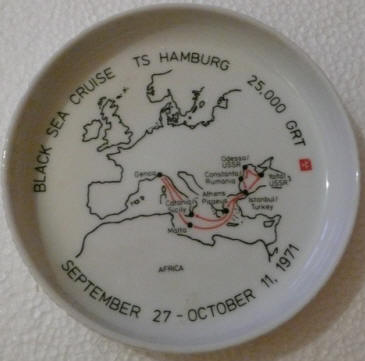 BLACK SEA CRUISE TS HAMBURG 25,000 GRT
Odessa/
USSR
Genoa
Constanta
Rumania
Yalta
USSR
Athens
Piraeus
Istanbul/
Turkey
Catania
Sicily
Malta
AFRICA
SEPTEMBER 27 - OCTOBER 11, 1971